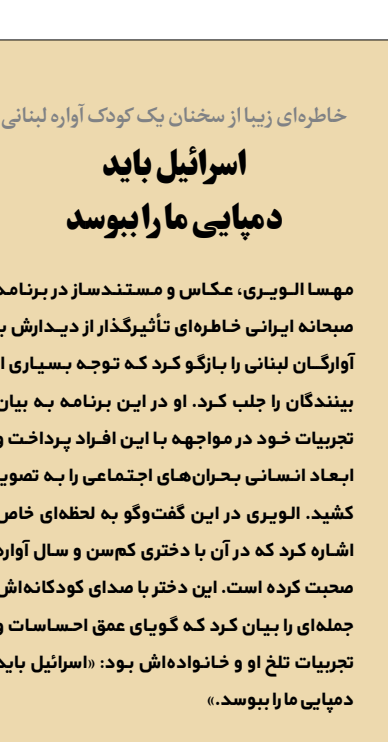 خاطره‌ای زیبا از سخنان یک کودک آواره لبنانی
اسرائیل باید
دمپایی ما را ببوسد
مهسا الویری، عکاس و مستندساز در برنامه
صبحانه ایرانی خاطره‌ای تأثیرگذار از دیدارش ب
آوارگان لبنانی را بازگو کرد که توجه بسیاری ا
بینندگان را جلب کرد. او در این برنامه به بیان
تجربیات خود در مواجهه با این افراد پرداخت و
ابعاد انسانی بحران‌های اجتماعی را به تصویر
کشید. الویری در این گفت‌وگو به لحظه‌ای خاص
اشاره کرد که در آن با دختری کم‌سن و سال آواره
صحبت کرده است. این دختر با صدای کودکانه‌اش
جمله‌ای را بیان کرد که گویای عمق احساسات و
تجربیات تلخ او و خانواده‌اش بود: «اسرائیل باید
دمپایی ما را ببوسد.»